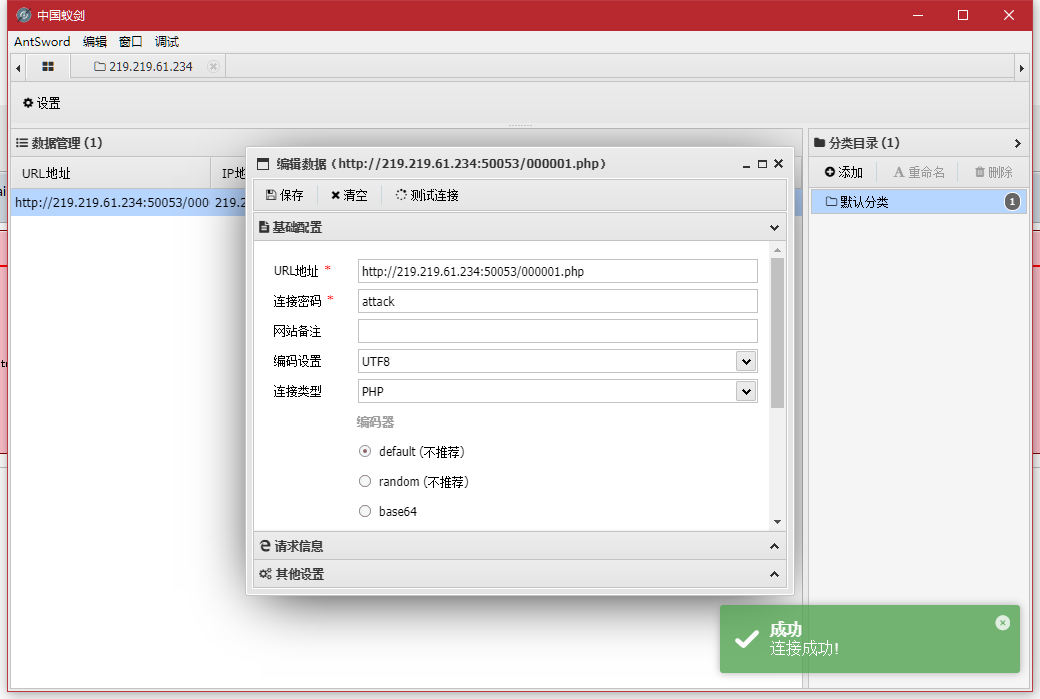 中国蚁剑
AntSword 编辑 窗口 调试
219.219.61.234
设置
数据管理 (1)
分类目录 (1)
URL地址 IP地
添加 重命名 删除
http://219.219.61.234:50053/000 219.2
默认分类 1
编辑数据 (http://219.219.61.234:50053/000001.php)
保存 清空 测试连接
基础配置
URL地址 * http://219.219.61.234:50053/000001.php
连接密码 * attack
网站备注
编码设置 UTF8
连接类型 PHP
编码器
default (不推荐)
random (不推荐)
base64
请求信息
其他设置
成功
连接成功!